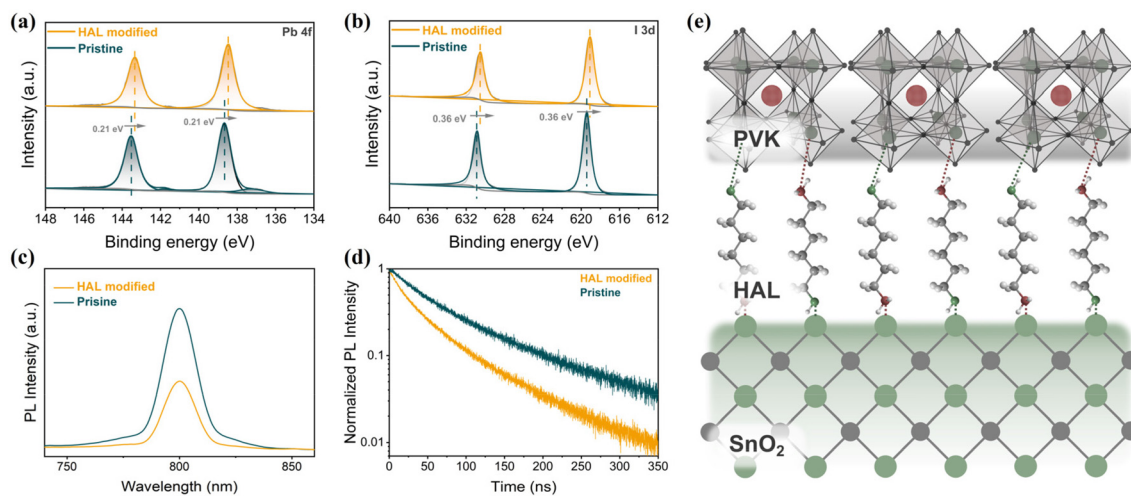 (a)
HAL modified
Pristine
Pb 4f
0.21 eV
0.21 eV
Intensity (a.u.)
148 146 144 142 140 138 136 134
Binding energy (eV)
(b)
HAL modified
Pristine
I 3d
0.36 eV
0.36 eV
Intensity (a.u.)
640 636 632 628 624 620 616 612
Binding energy (eV)
(c)
HAL modified
Prisine
PL Intensity (a.u.)
750 800 850
Wavelength (nm)
(d)
HAL modified
Pristine
Normalized PL Intensity
1
0.1
0.01
0 50 100 150 200 250 300 350
Time (ns)
(e)
PVK
HAL
SnO₂